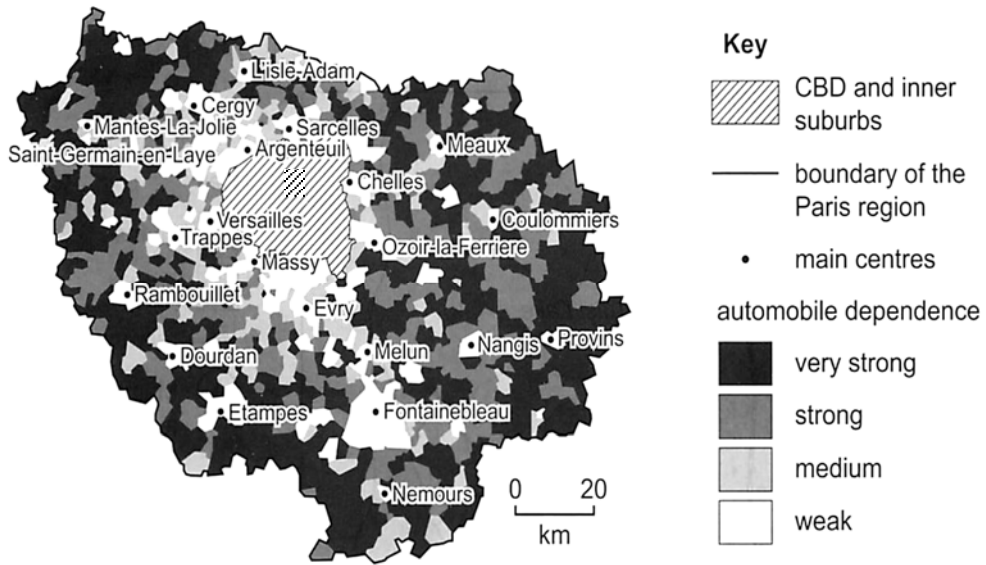 L'isle-Adam
Cergy
Mantes-La-Jolie
Sarcelles
Saint-Germain-en-Laye
Argenteuil
Meaux
Chelles
Versailles
Coulommiers
Trappes
Ozoir-la-Ferriere
Massy
Rambouillet
Evry
Dourdan
Melun
Nangis
Provins
Etampes
Fontainebleau
Nemours
0 20
km
Key
CBD and inner
suburbs
boundary of the
Paris region
main centres
automobile dependence
very strong
strong
medium
weak